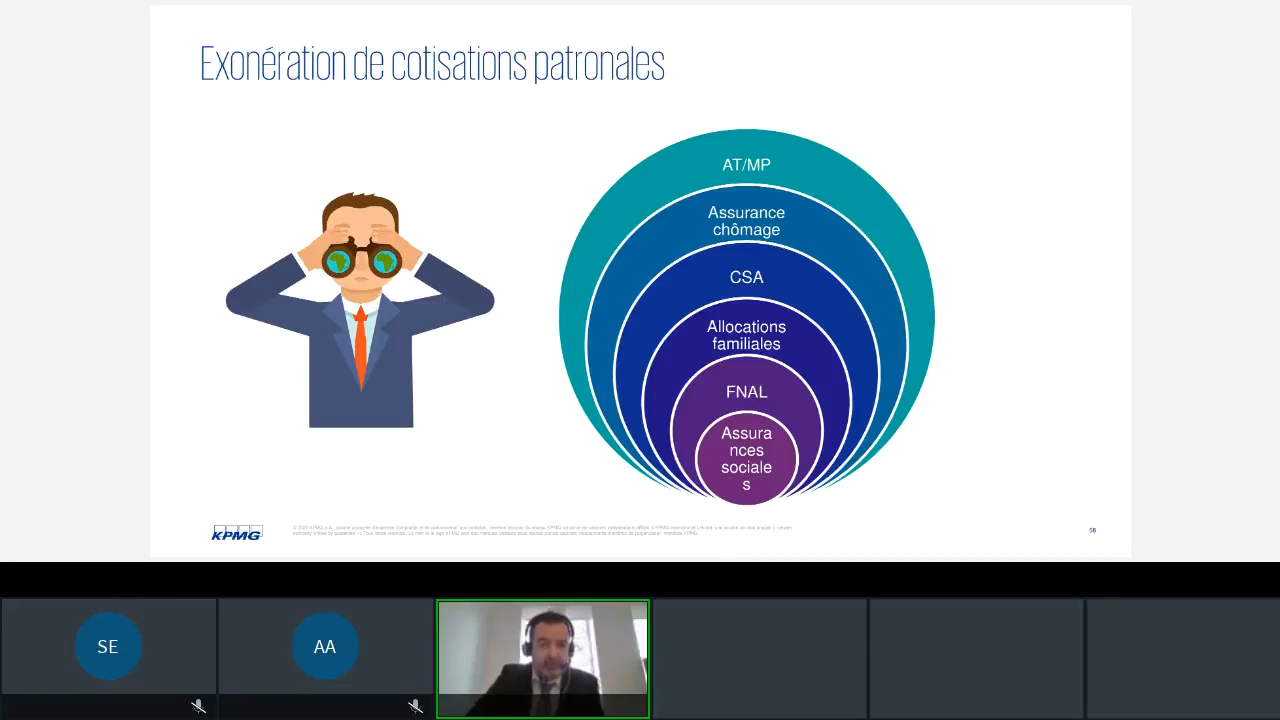 Exonération de cotisations patronales
AT/MP
Assurance
chômage
CSA
Allocations
familiales
FNAL
Assura
nces
sociale
s
KPMG
58
SE
AA